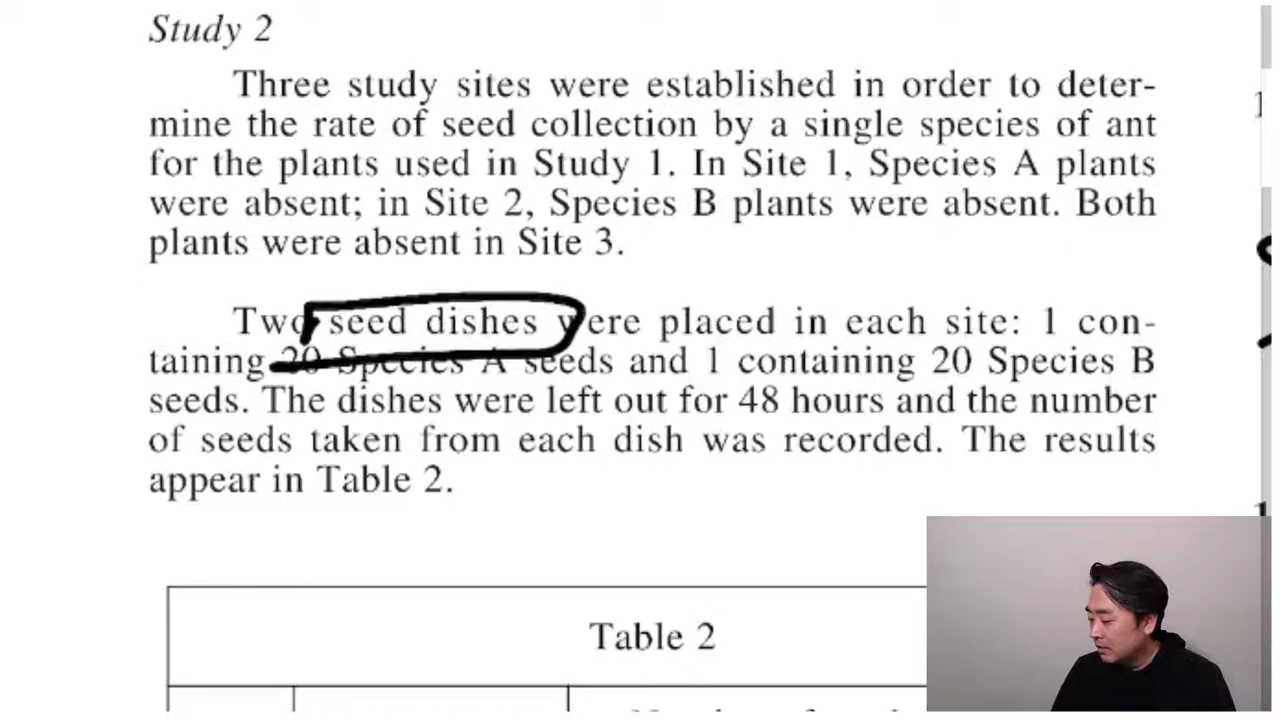 Study 2
Three study sites were established in order to deter-
mine the rate of seed collection by a single species of ant
for the plants used in Study 1. In Site 1, Species A plants
were absent; in Site 2, Species B plants were absent. Both
plants were absent in Site 3.
Two seed dishes were placed in each site: 1 con-
taining 20 Species A seeds and 1 containing 20 Species B
seeds. The dishes were left out for 48 hours and the number
of seeds taken from each dish was recorded. The results
appear in Table 2.
Table 2